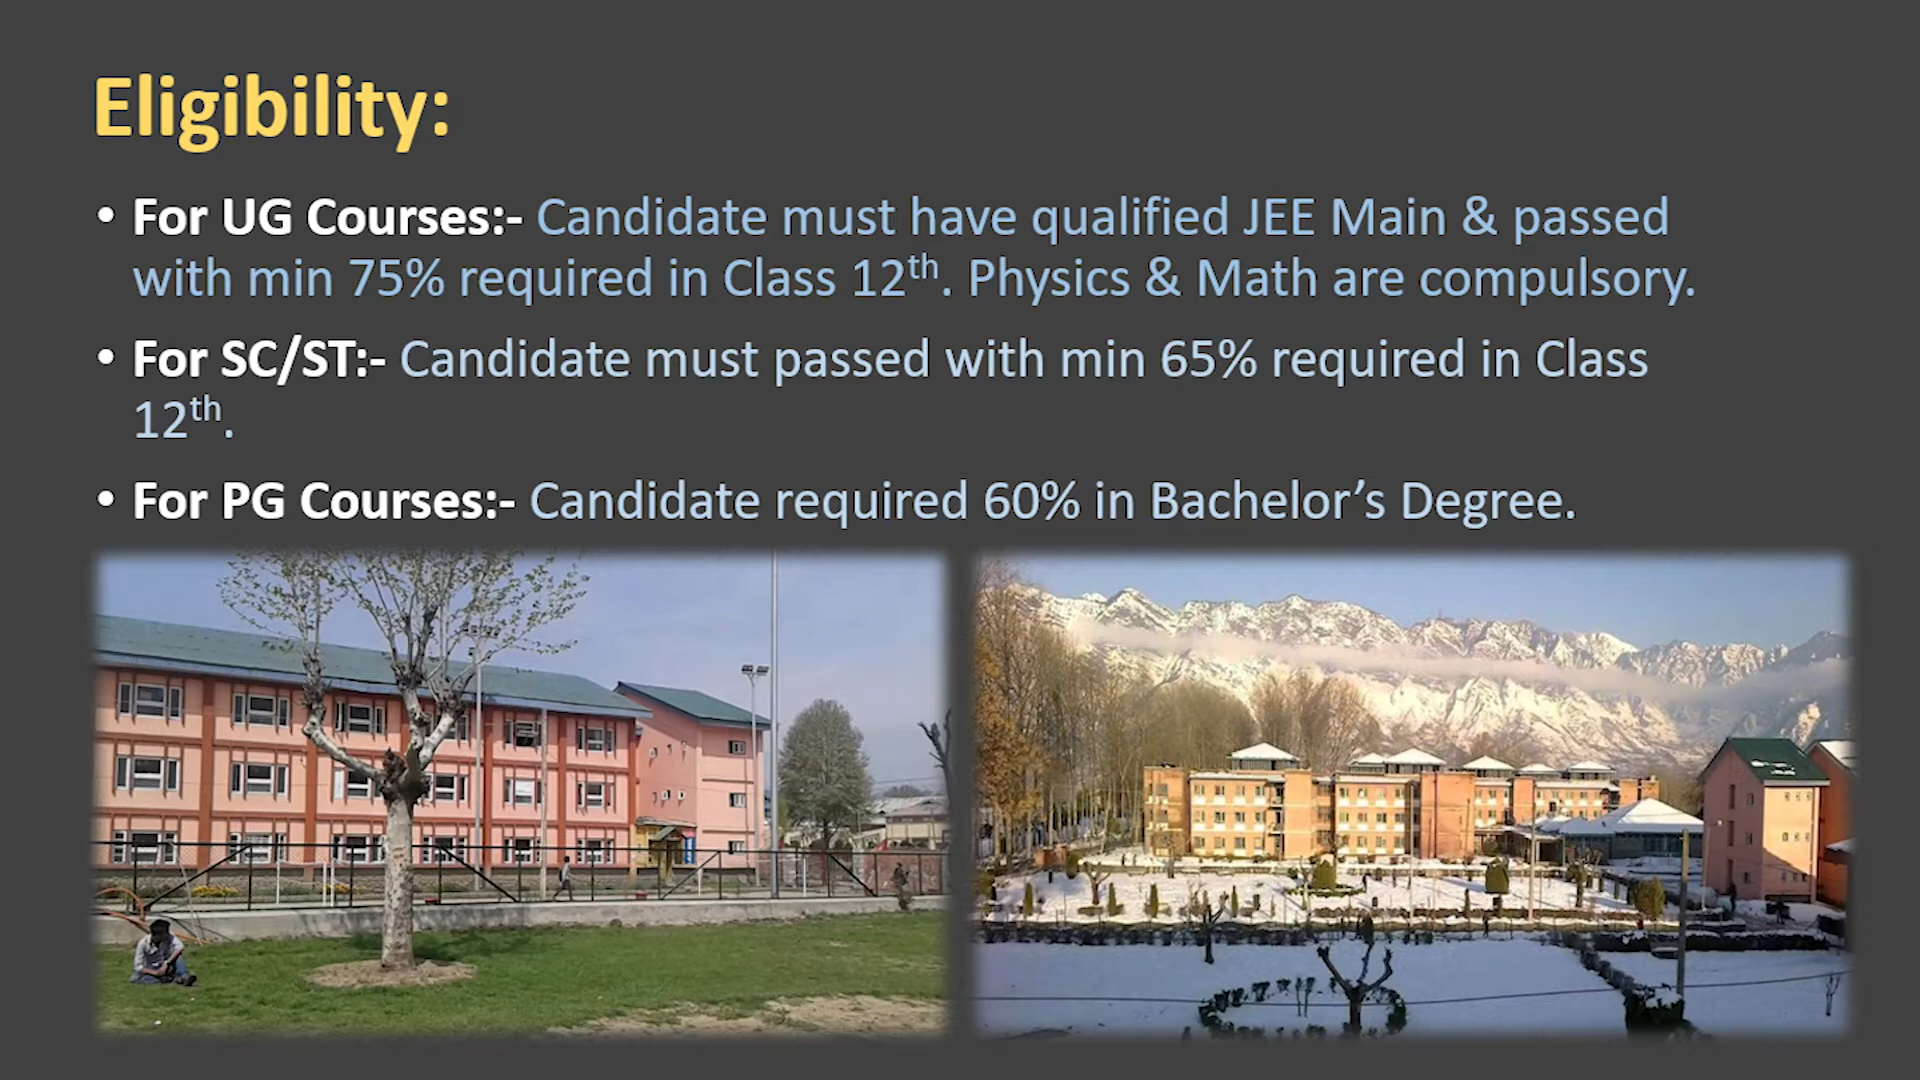 Eligibility:
• For UG Courses:- Candidate must have qualified JEE Main & passed
with min 75% required in Class 12th. Physics & Math are compulsory.
• For SC/ST:- Candidate must passed with min 65% required in Class
12th.
• For PG Courses:- Candidate required 60% in Bachelor’s Degree.